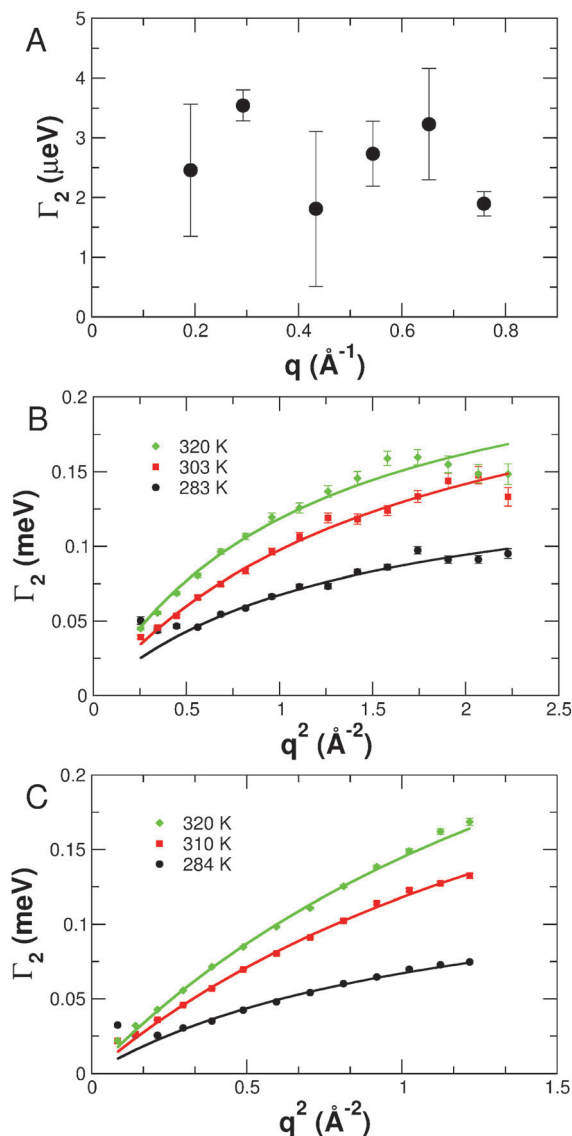 A
Γ₂ (μeV)
5
4
3
2
1
0
0 0.2 0.4 0.6 0.8
q (Å⁻¹)
B
Γ₂ (meV)
0.2
0.15
0.1
0.05
0
320 K
303 K
283 K
0 0.5 1 1.5 2 2.5
q² (Å⁻²)
C
Γ₂ (meV)
0.2
0.15
0.1
0.05
0
320 K
310 K
284 K
0 0.5 1 1.5
q² (Å⁻²)